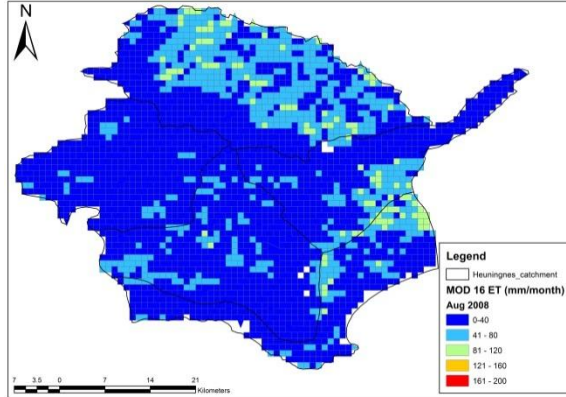 N
Legend
Heuningnes_catchment
MOD 16 ET (mm/month)
Aug 2008
0-40
41 - 80
81 - 120
121 - 160
161 - 200
7 3.5 0 7 14 21
Kilometers